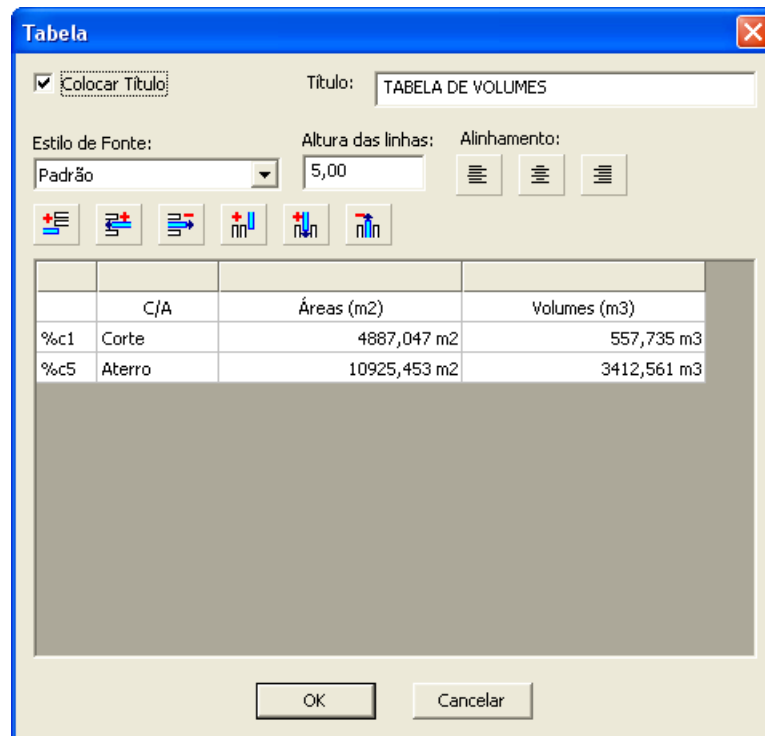 Tabela
Colocar Título
Título: TABELA DE VOLUMES
Estilo de Fonte: Altura das linhas: Alinhamento:
Padrão 5,00
C/A Áreas (m2) Volumes (m3)
%c1 Corte 4887,047 m2 557,735 m3
%c5 Aterro 10925,453 m2 3412,561 m3
OK Cancelar